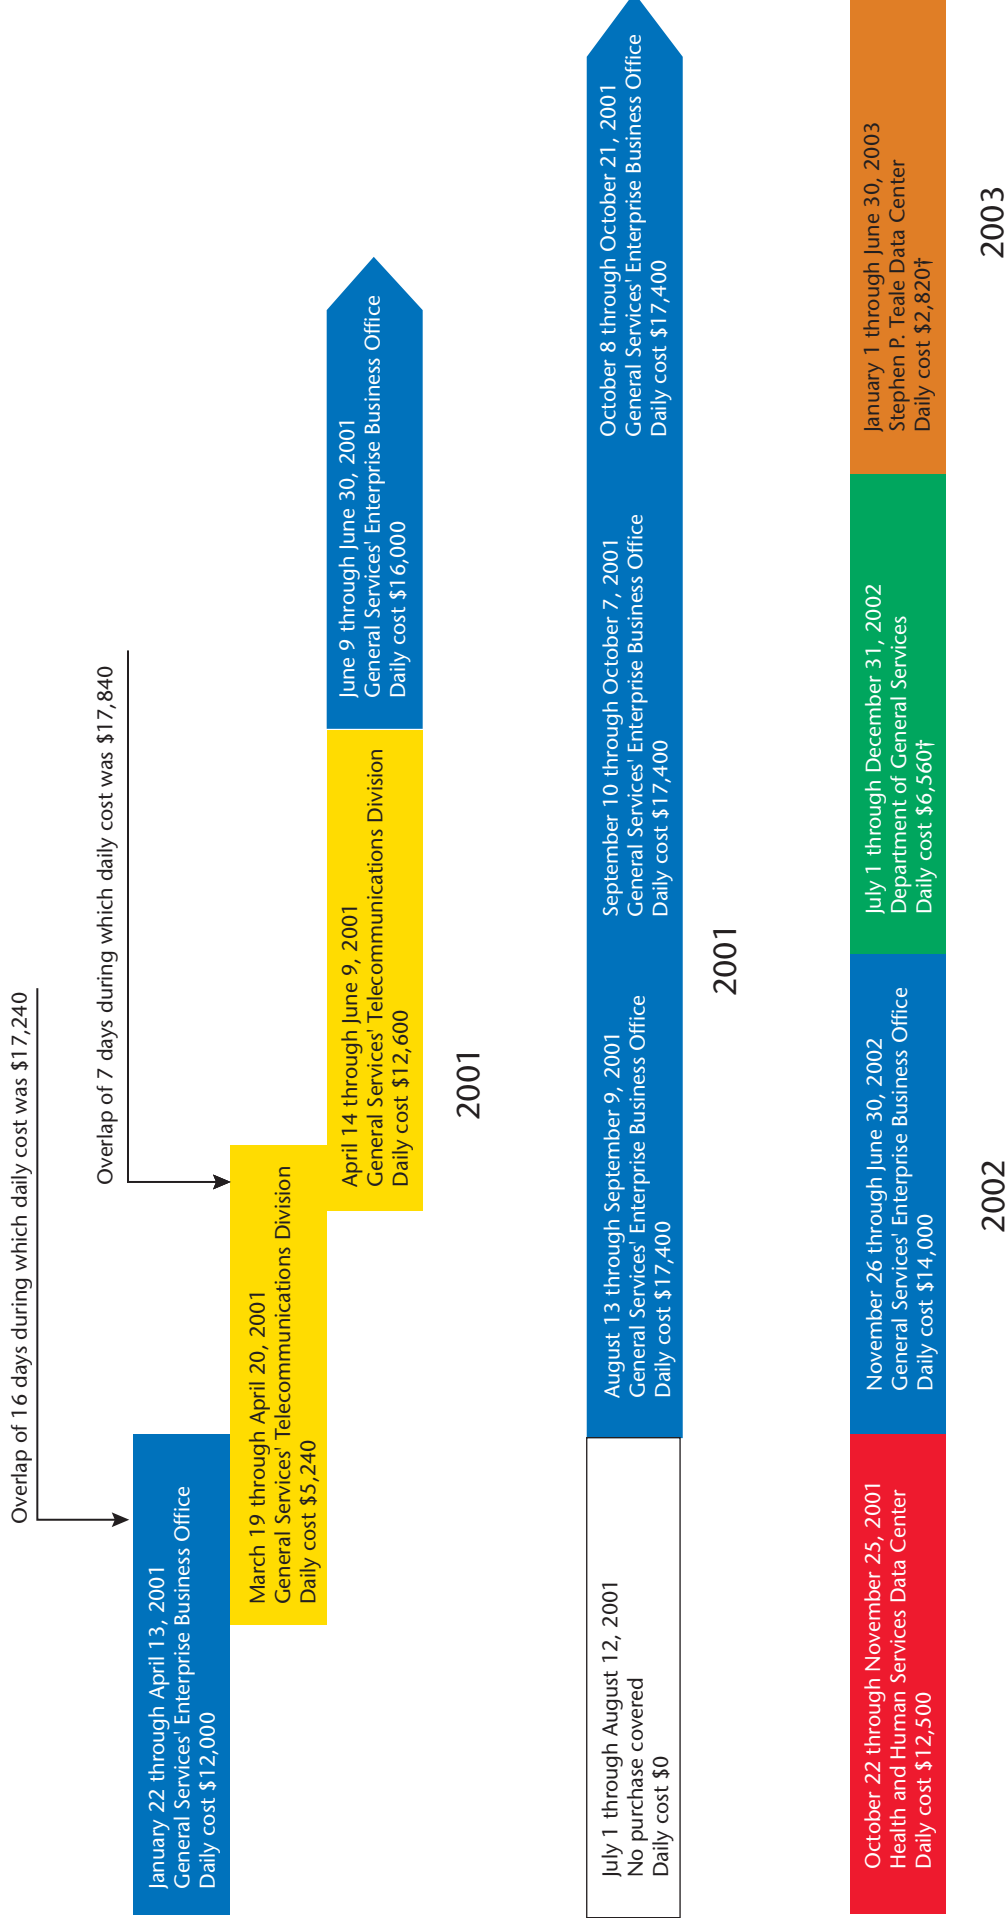 Overlap of 16 days during which daily cost was $17,240
Overlap of 7 days during which daily cost was $17,840
January 22 through April 13, 2001
General Services' Enterprise Business Office
Daily cost $12,000
March 19 through April 20, 2001
General Services' Telecommunications Division
Daily cost $5,240
April 14 through June 9, 2001
General Services' Telecommunications Division
Daily cost $12,600
June 9 through June 30, 2001
General Services' Enterprise Business Office
Daily cost $16,000
2001
July 1 through August 12, 2001
No purchase covered
Daily cost $0
August 13 through September 9, 2001
General Services' Enterprise Business Office
Daily cost $17,400
September 10 through October 7, 2001
General Services' Enterprise Business Office
Daily cost $17,400
October 8 through October 21, 2001
General Services' Enterprise Business Office
Daily cost $17,400
2001
October 22 through November 25, 2001
Health and Human Services Data Center
Daily cost $12,500
November 26 through June 30, 2002
General Services' Enterprise Business Office
Daily cost $14,000
July 1 through December 31, 2002
Department of General Services
Daily cost $6,560†
January 1 through June 30, 2003
Stephen P. Teale Data Center
Daily cost $2,820†
2002
2003